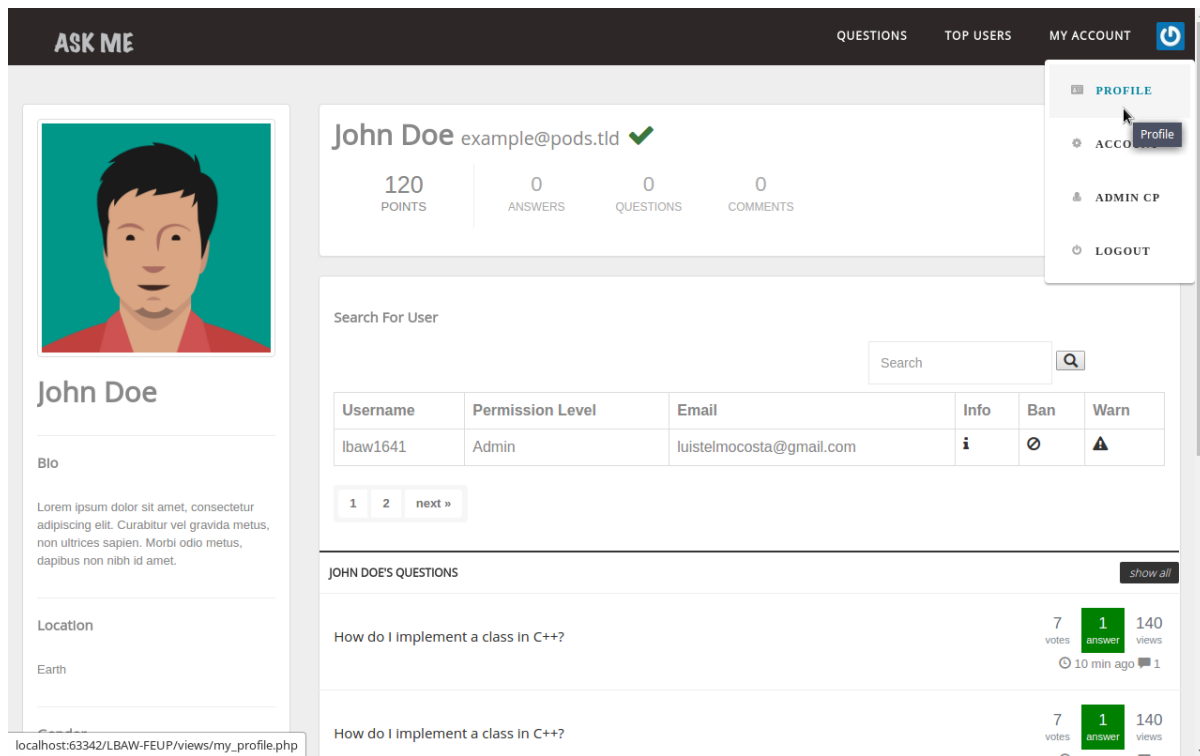 ASK ME
QUESTIONS TOP USERS MY ACCOUNT
PROFILE
Profile
ADMIN CP
LOGOUT
John Doe
Bio
Lorem ipsum dolor sit amet, consectetur
adipiscing elit. Curabitur vel gravida metus,
non ultrices sapien. Morbi odio metus,
dapibus non nibh id amet.
Location
Earth
John Doe example@pods.tld
120 0 0 0
POINTS ANSWERS QUESTIONS COMMENTS
Search For User
Search
Username Permission Level Email Info Ban Warn
lbaw1641 Admin luistelmocosta@gmail.com
1 2 next »
JOHN DOE'S QUESTIONS show all
How do I implement a class in C++?
7 1 140
votes answer views
10 min ago 1
How do I implement a class in C++?
7 1 140
votes answer views
localhost:63342/LBAW-FEUP/views/my_profile.php